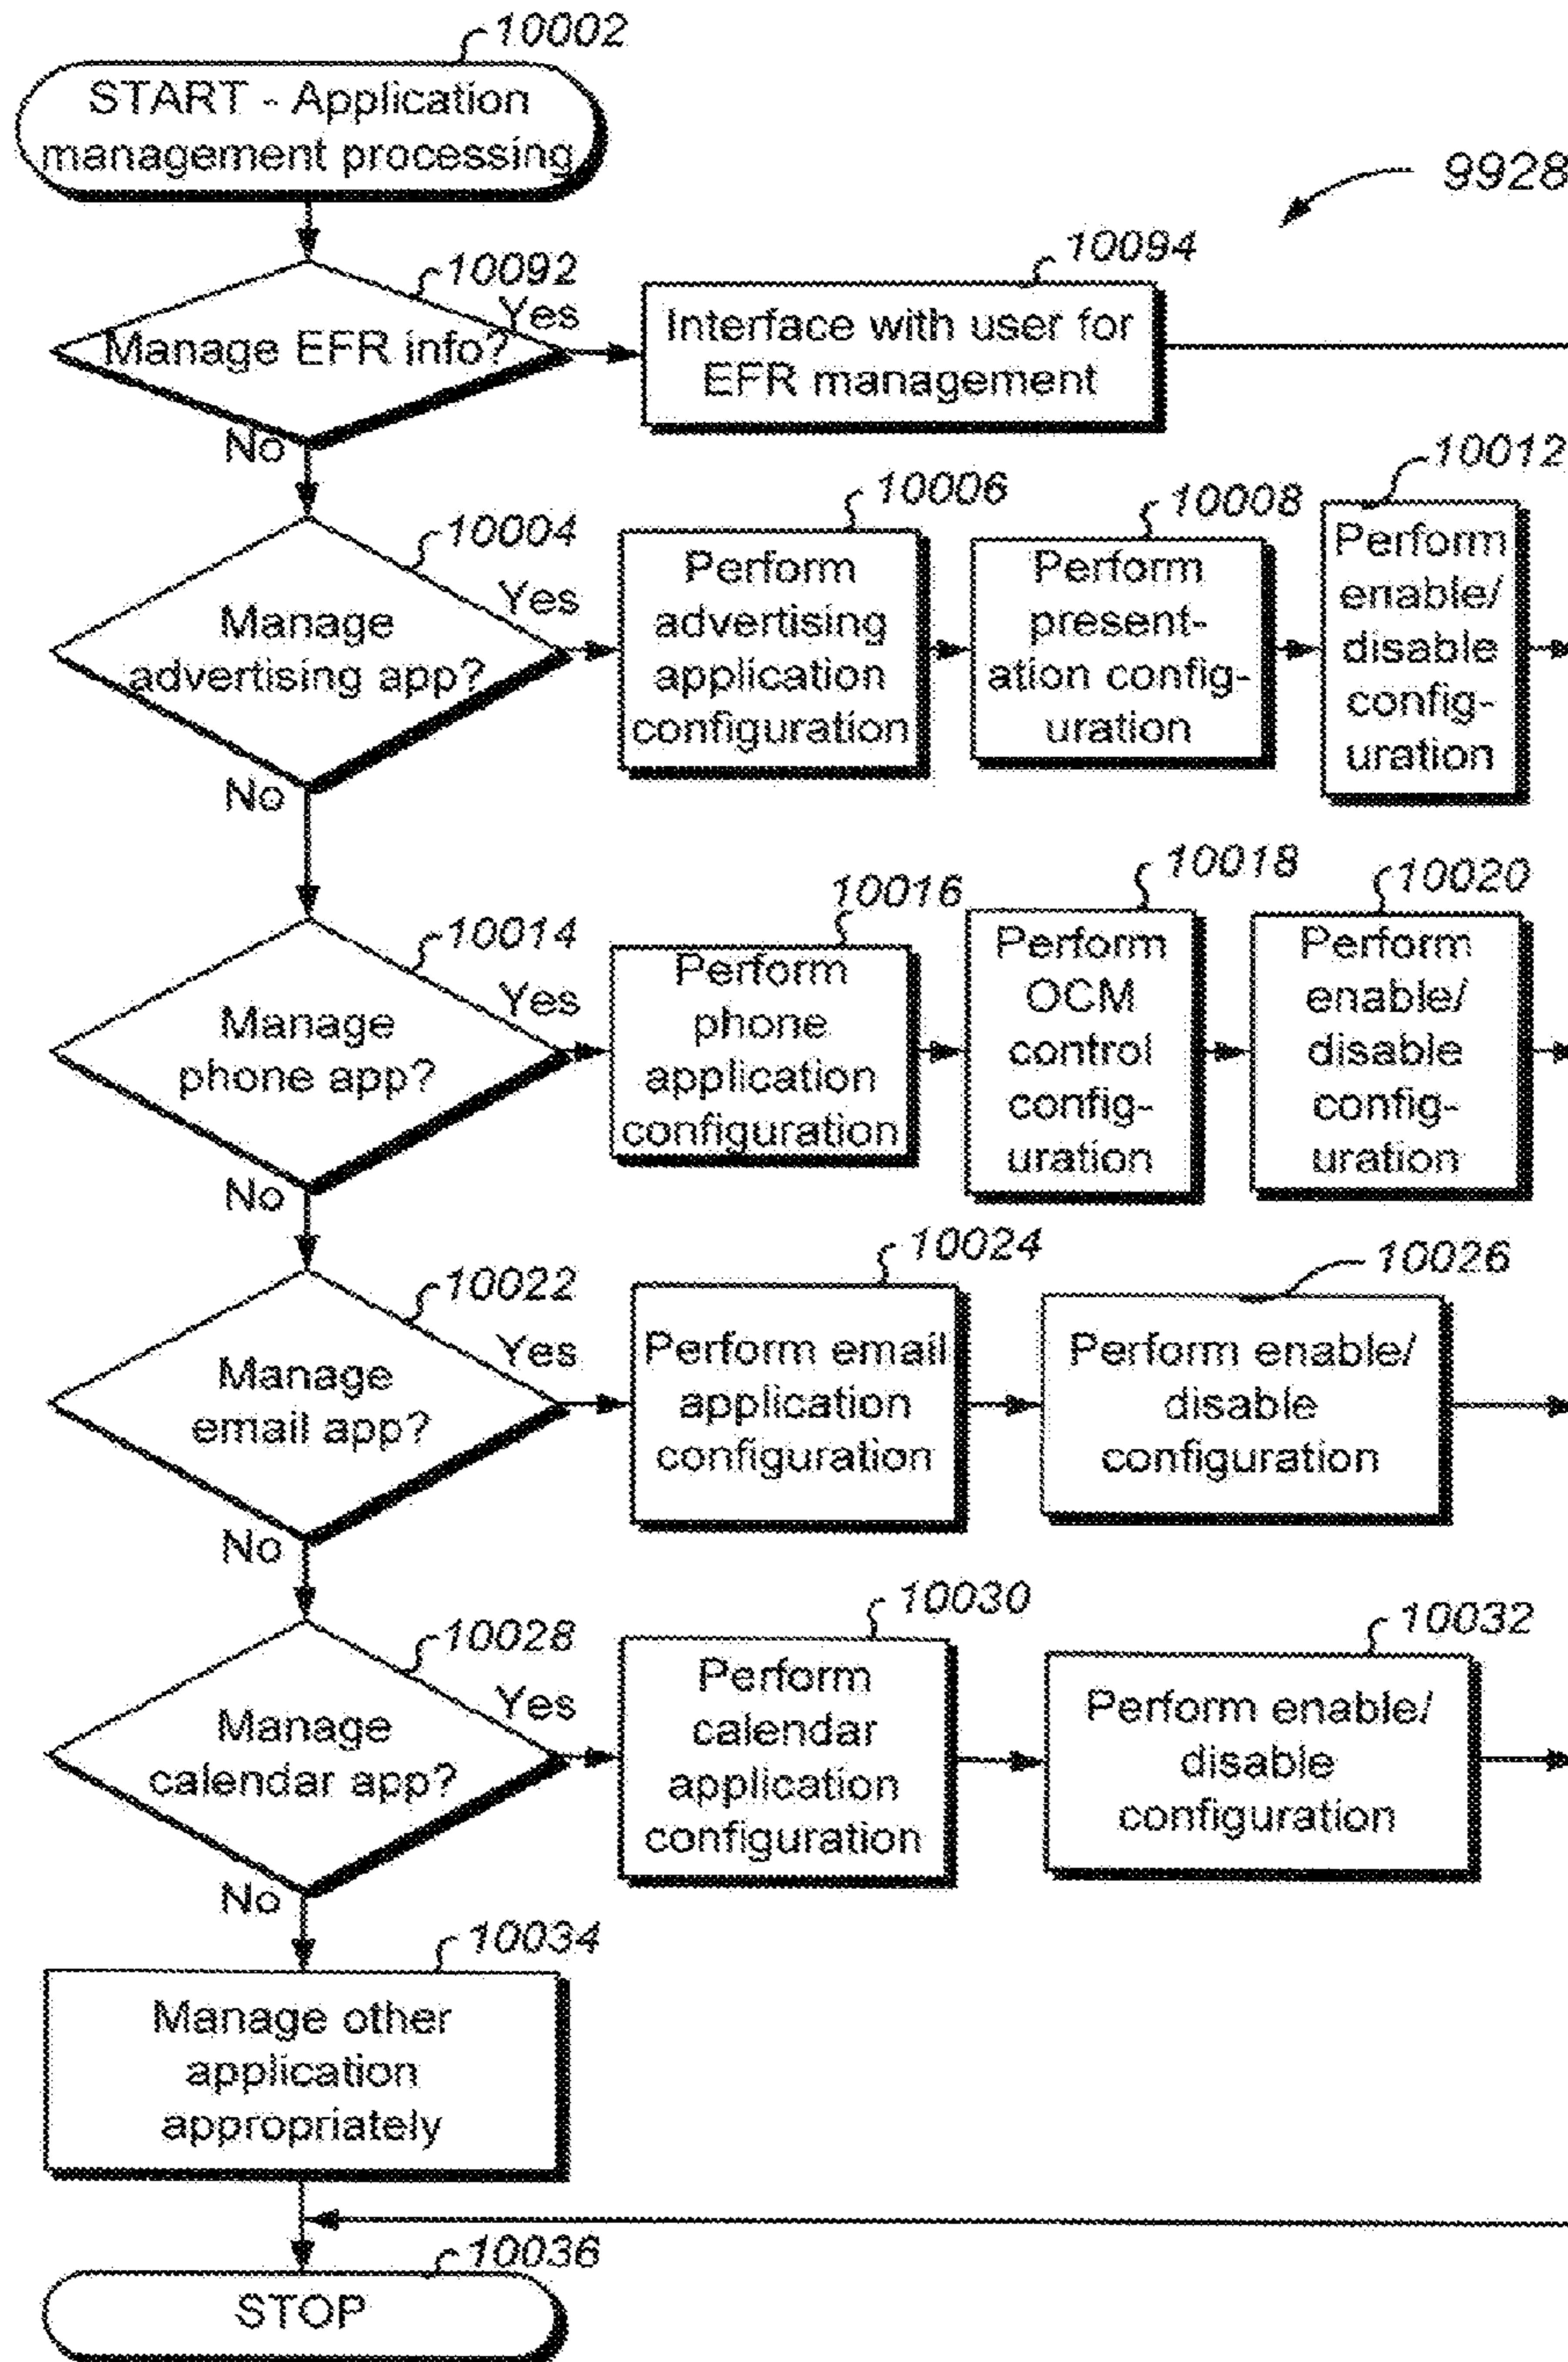 10002
START - Application
management processing
9928
10092
Manage EFR info?
Yes
No
10094
Interface with user for
EFR management
10004
Manage
advertising app?
Yes
No
10006
Perform
advertising
application
configuration
10008
Perform
present-
ation config-
uration
10012
Perform
enable/
disable
config-
uration
10014
Manage
phone app?
Yes
No
10016
Perform
phone
application
configuration
10018
Perform
OCM
control
config-
uration
10020
Perform
enable/
disable
config-
uration
10022
Manage
email app?
Yes
No
10024
Perform email
application
configuration
10026
Perform enable/
disable
configuration
10028
Manage
calendar app?
Yes
No
10030
Perform
calendar
application
configuration
10032
Perform enable/
disable
configuration
10034
Manage other
application
appropriately
10036
STOP